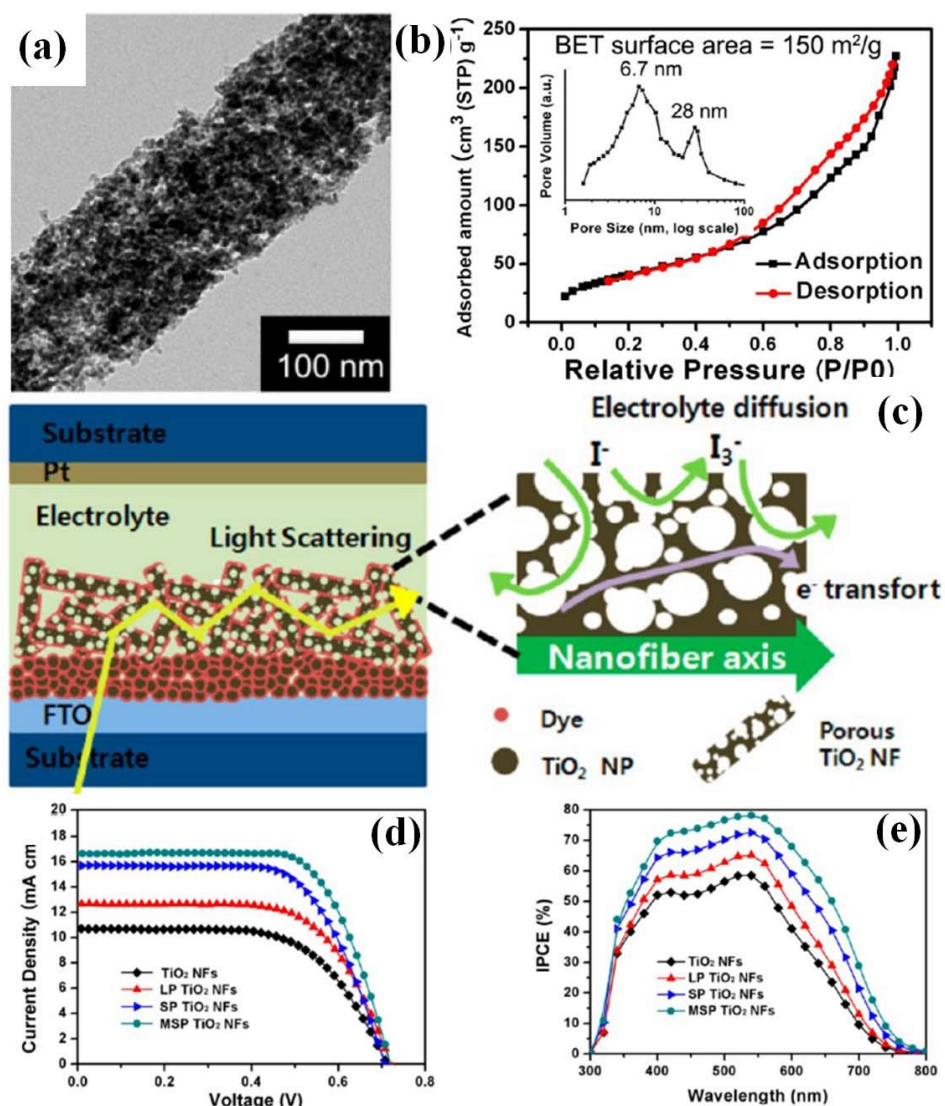 (a)
100 nm
(b)
BET surface area = 150 m²/g
6.7 nm
28 nm
Pore Volume (a.u.)
1 10 100
Pore Size (nm, log scale)
Adsorbed amount (cm³ (STP) g⁻¹)
250
200
150
100
50
0
Adsorption
Desorption
0.0 0.2 0.4 0.6 0.8 1.0
Relative Pressure (P/P0)
Substrate
Pt
Electrolyte
Light Scattering
FTO
Substrate
Electrolyte diffusion
(c)
I⁻ I₃⁻
e⁻ transfort
Nanofiber axis
Dye
TiO₂ NP
Porous
TiO₂ NF
(d)
Current Density (mA cm
20
18
16
14
12
10
8
6
4
2
0
TiO₂ NFs
LP TiO₂ NFs
SP TiO₂ NFs
MSP TiO₂ NFs
0.0 0.2 0.4 0.6 0.8
Voltage (V)
(e)
IPCE (%)
80
70
60
50
40
30
20
10
0
TiO₂ NFs
LP TiO₂ NFs
SP TiO₂ NFs
MSP TiO₂ NFs
300 400 500 600 700 800
Wavelength (nm)